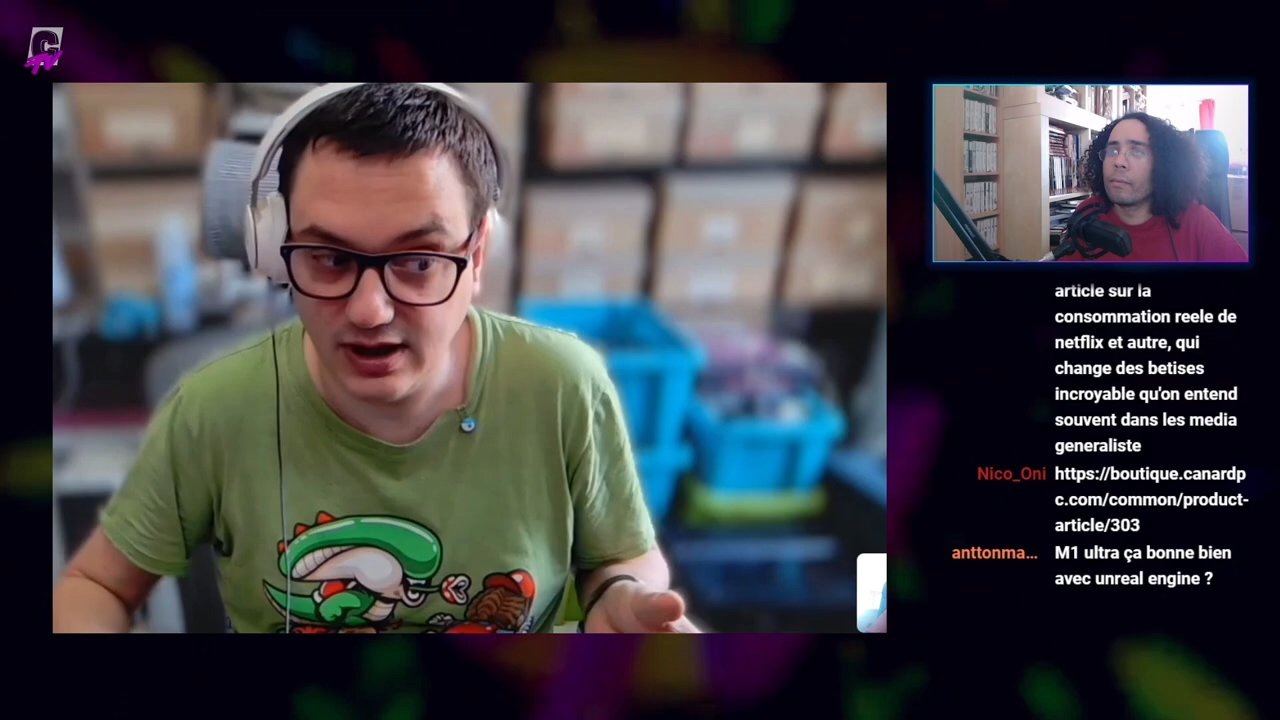 C
TV
article sur la
consommation reele de
netflix et autre, qui
change des betises
incroyable qu'on entend
souvent dans les media
generaliste
Nico_Oni https://boutique.canardp
c.com/common/product-
article/303
anttonma... M1 ultra ça bonne bien
avec unreal engine ?